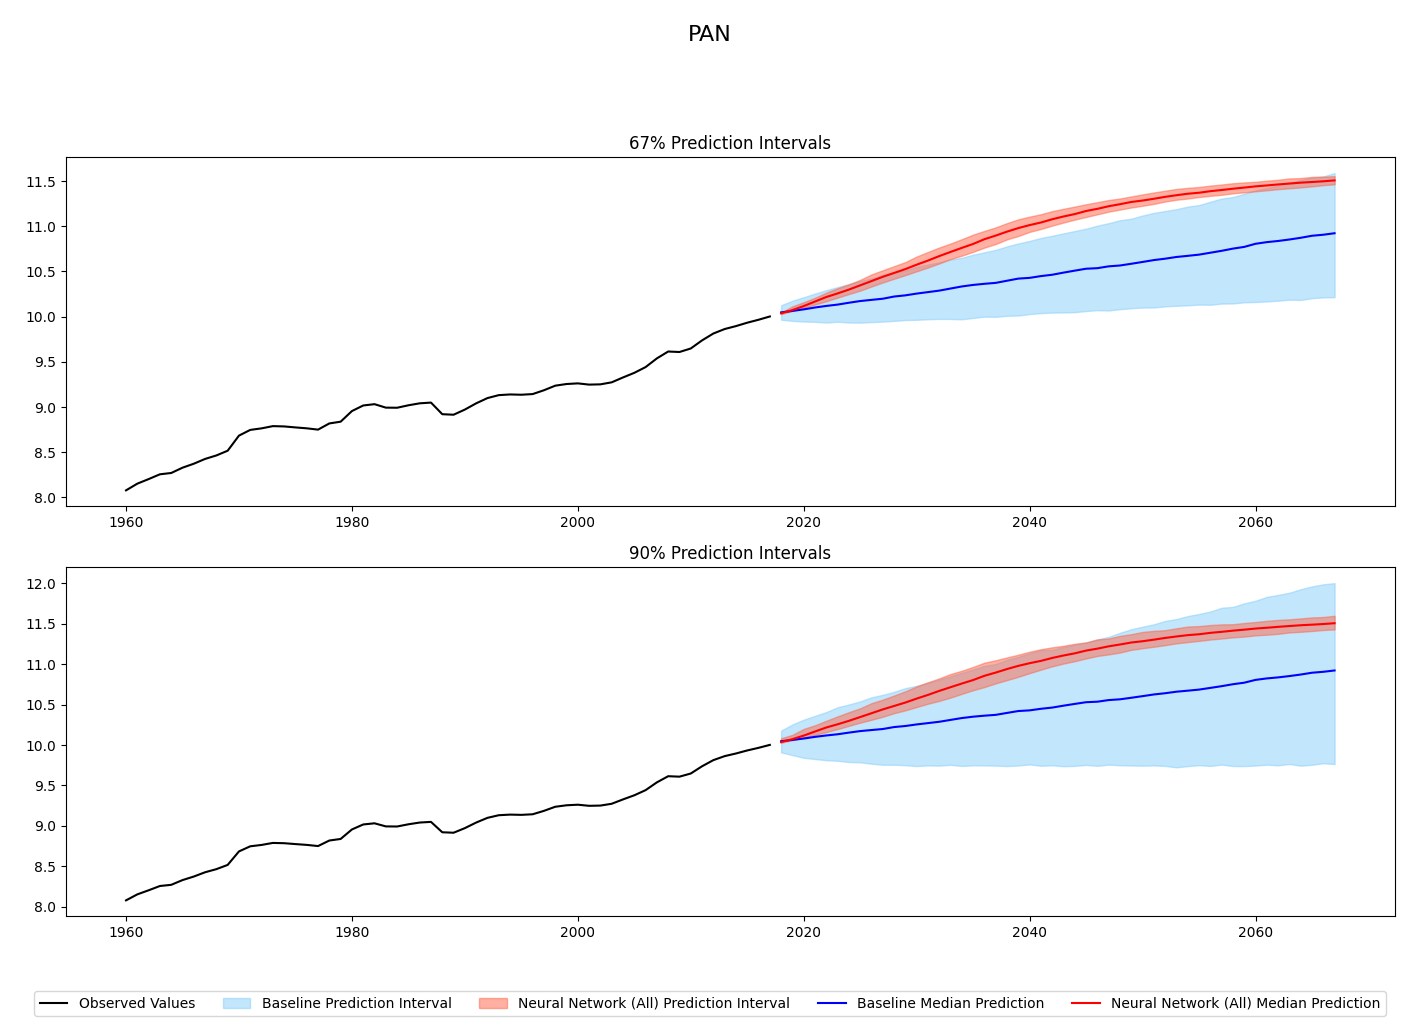 PAN
67% Prediction Intervals
11.5
11.0
10.5
10.0
9.5
9.0
8.5
8.0
1960 1980 2000 2020 2040 2060
90% Prediction Intervals
12.0
11.5
11.0
10.5
10.0
9.5
9.0
8.5
8.0
1960 1980 2000 2020 2040 2060
Observed Values Baseline Prediction Interval Neural Network (All) Prediction Interval Baseline Median Prediction Neural Network (All) Median Prediction